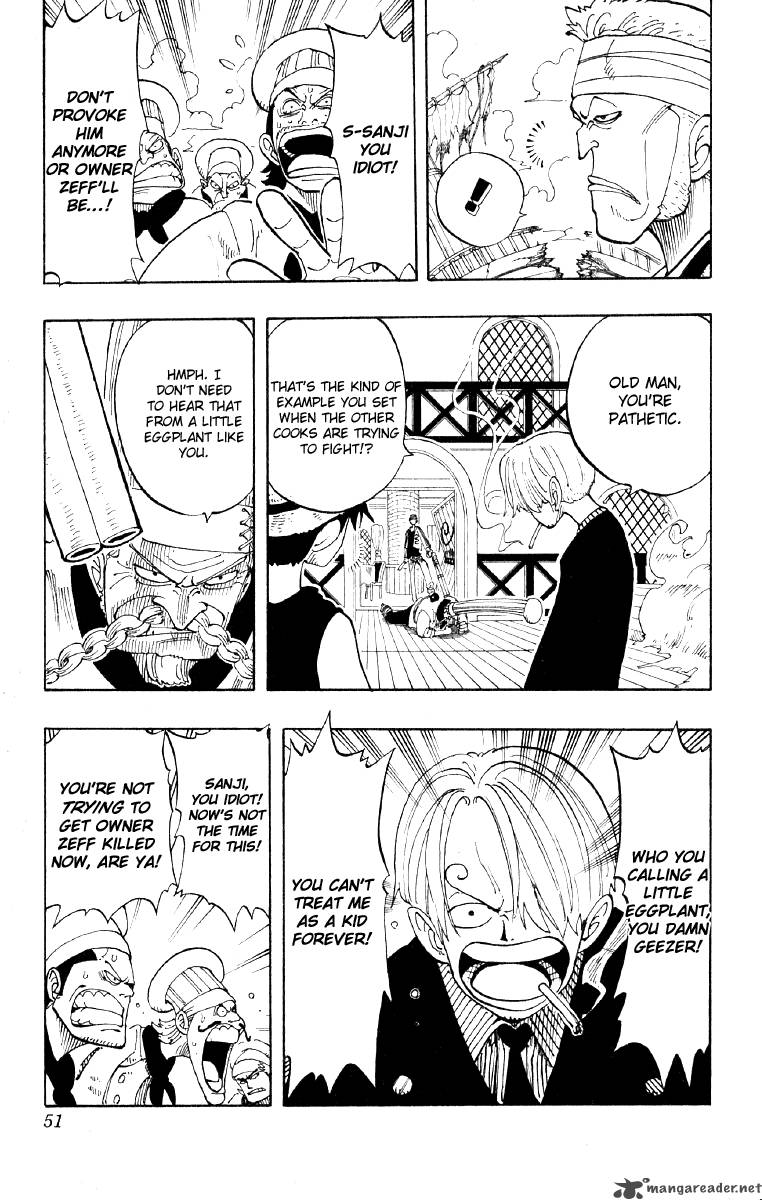 !
S-SANJI
YOU
IDIOT!
DON'T
PROVOKE
HIM
ANYMORE
OR OWNER
ZEFF'LL
BE...!
OLD MAN,
YOU'RE
PATHETIC.
THAT'S THE KIND OF
EXAMPLE YOU SET
WHEN THE OTHER
COOKS ARE TRYING
TO FIGHT!?
HMPH. I
DON'T NEED
TO HEAR THAT
FROM A LITTLE
EGGPLANT LIKE
YOU.
WHO YOU
CALLING A
LITTLE
EGGPLANT,
YOU DAMN
GEEZER!
YOU CAN'T
TREAT ME
AS A KID
FOREVER!
SANJI,
YOU IDIOT!
NOW'S NOT
THE TIME
FOR THIS!
YOU'RE NOT
TRYING TO
GET OWNER
ZEFF KILLED
NOW, ARE YA!
51
mangareader.net